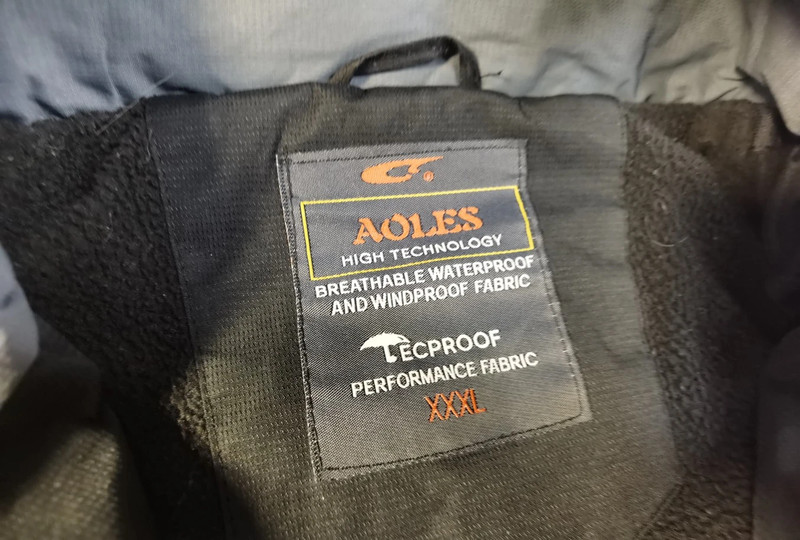 AOLES
HIGH TECHNOLOGY
BREATHABLE WATERPROOF
AND WINDPROOF FABRIC
TECPROOF
PERFORMANCE FABRIC
XXXL